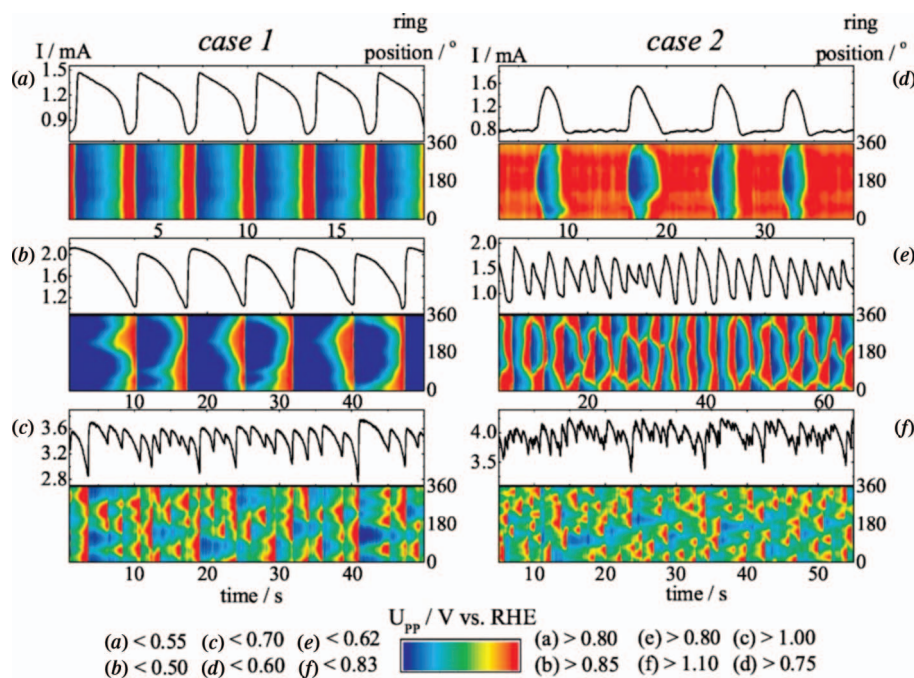 case 1
case 2
ring
position / °
I / mA
(a)
1.5
1.2
0.9
360
180
0
5 10 15
(d)
1.6
1.2
0.8
360
180
0
10 20 30
(b)
2.0
1.6
1.2
360
180
0
10 20 30 40
(e)
2.0
1.5
1.0
360
180
0
10 20 30 40 50 60
(c)
3.6
3.2
2.8
360
180
0
10 20 30 40
time / s
(f)
4.0
3.5
360
180
0
10 20 30 40 50
time / s
U_PP / V vs. RHE
(a) < 0.55 (c) < 0.70 (e) < 0.62
(a) > 0.80 (e) > 0.80 (c) > 1.00
(b) < 0.50 (d) < 0.60 (f) < 0.83
(b) > 0.85 (f) > 1.10 (d) > 0.75